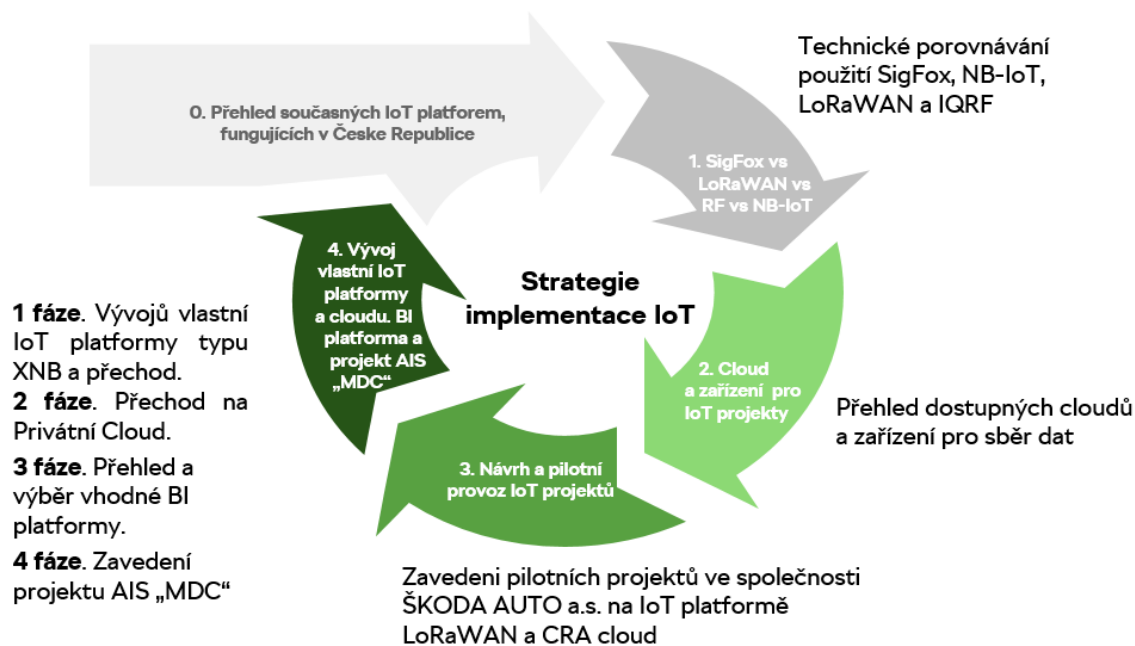 0. Přehled současných IoT platforem,
fungujících v Česke Republice
Technické porovnávání
použití SigFox, NB-IoT,
LoRaWAN a IQRF
1. SigFox vs
LoRaWAN vs
RF vs NB-IoT
Strategie
implementace IoT
2. Cloud
a zařízení pro
IoT projekty
Přehled dostupných cloudů
a zařízení pro sběr dat
3. Návrh a pilotní
provoz IoT projektů
Zavedeni pilotních projektů ve společnosti
ŠKODA AUTO a.s. na IoT platformě
LoRaWAN a CRA cloud
4. Vývoj
vlastní IoT
platformy
a cloudu. BI
platforma a
projekt AIS
„MDC“
1 fáze. Vývojů vlastní
IoT platformy typu
XNB a přechod.
2 fáze. Přechod na
Privátní Cloud.
3 fáze. Přehled a
výběr vhodné BI
platformy.
4 fáze. Zavedení
projektu AIS „MDC“